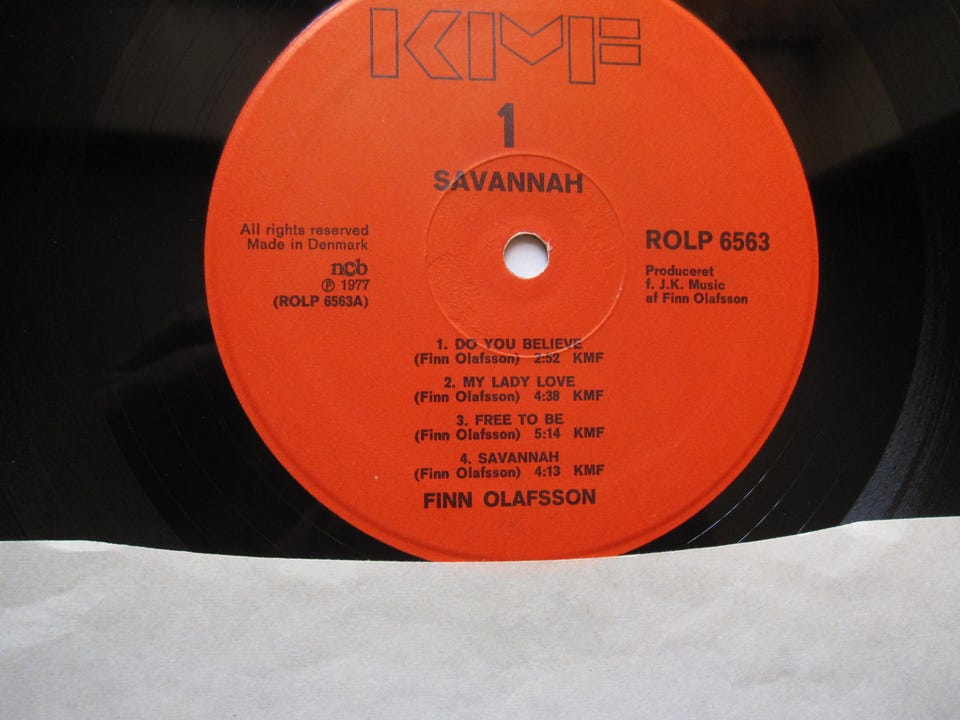 KMF
1
SAVANNAH
All rights reserved
Made in Denmark
ncb
℗ 1977
(ROLP 6563A)
ROLP 6563
Produceret
f. J.K. Music
af Finn Olafsson
1. DO YOU BELIEVE
(Finn Olafsson) 2:52 KMF
2. MY LADY LOVE
(Finn Olafsson) 4:38 KMF
3. FREE TO BE
(Finn Olafsson) 5:14 KMF
4. SAVANNAH
(Finn Olafsson) 4:13 KMF
FINN OLAFSSON